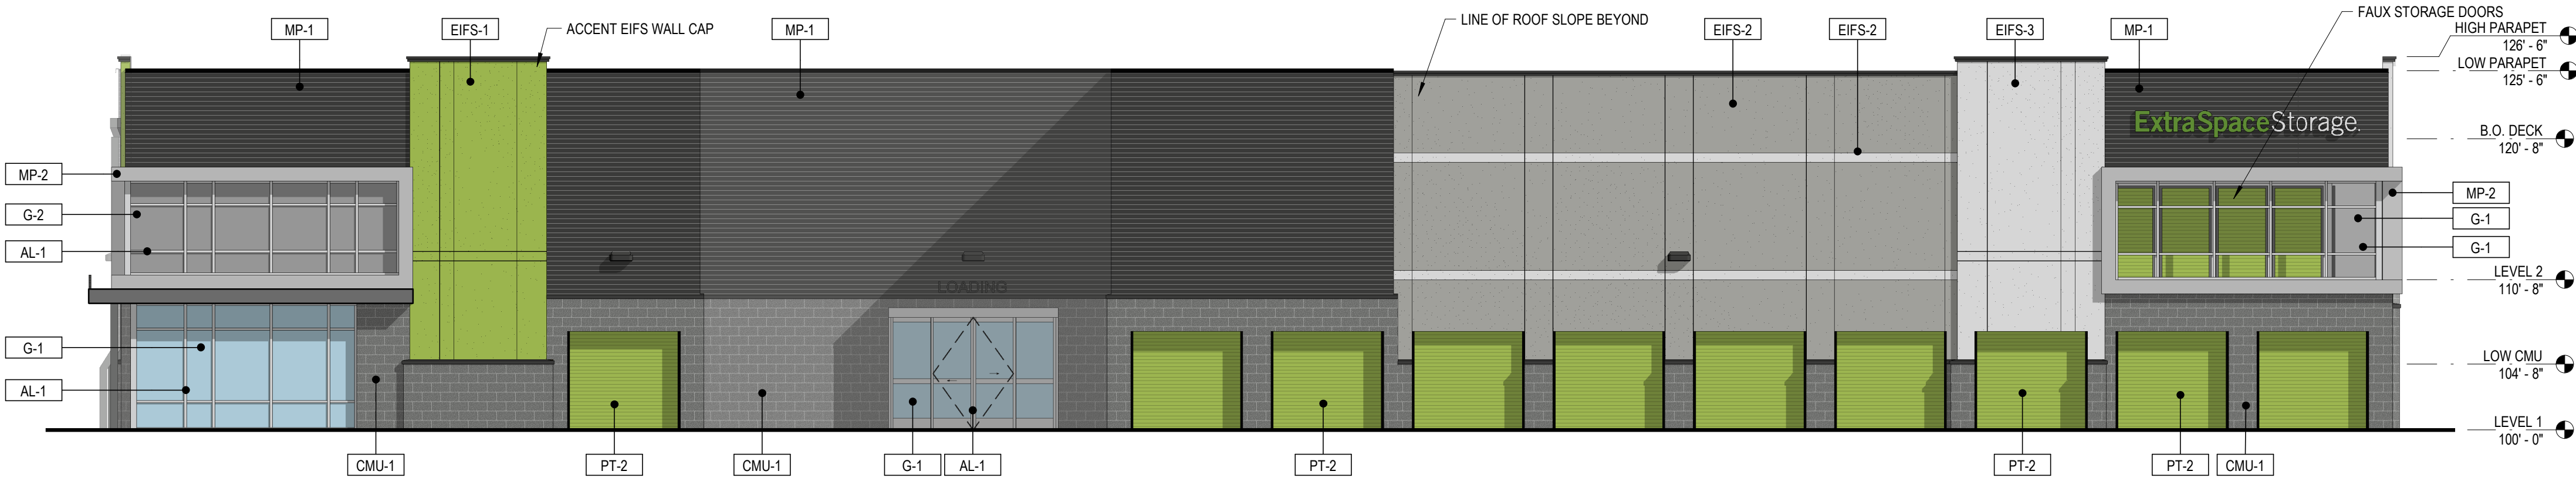 MP-1
EIFS-1
ACCENT EIFS WALL CAP
MP-1
LINE OF ROOF SLOPE BEYOND
EIFS-2
EIFS-2
EIFS-3
MP-1
FAUX STORAGE DOORS
HIGH PARAPET
126' - 6"
LOW PARAPET
125' - 6"
ExtraSpaceStorage.
B.O. DECK
120' - 8"
MP-2
MP-2
G-2
G-1
AL-1
G-1
LEVEL 2
110' - 8"
LOADING
G-1
LOW CMU
104' - 8"
AL-1
LEVEL 1
100' - 0"
CMU-1
PT-2
CMU-1
G-1
AL-1
PT-2
PT-2
PT-2
CMU-1